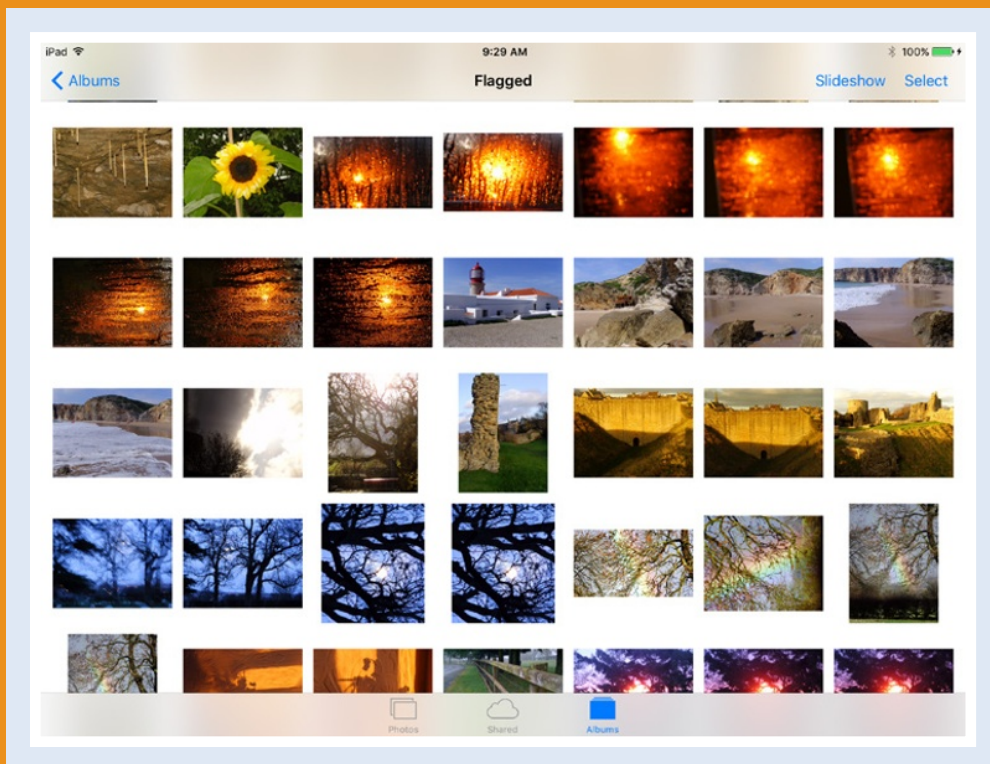 iPad
9:29 AM
100%
Albums
Flagged
Slideshow Select
Photos
Shared
Albums